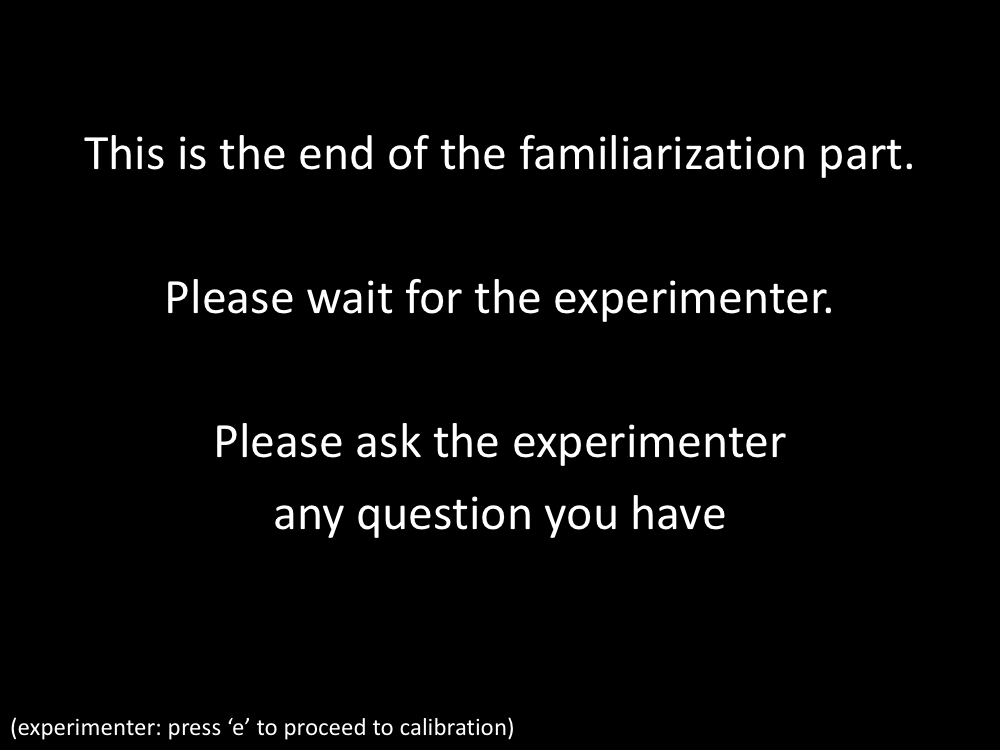 This is the end of the familiarization part.
Please wait for the experimenter.
Please ask the experimenter
any question you have
(experimenter: press ‘e’ to proceed to calibration)